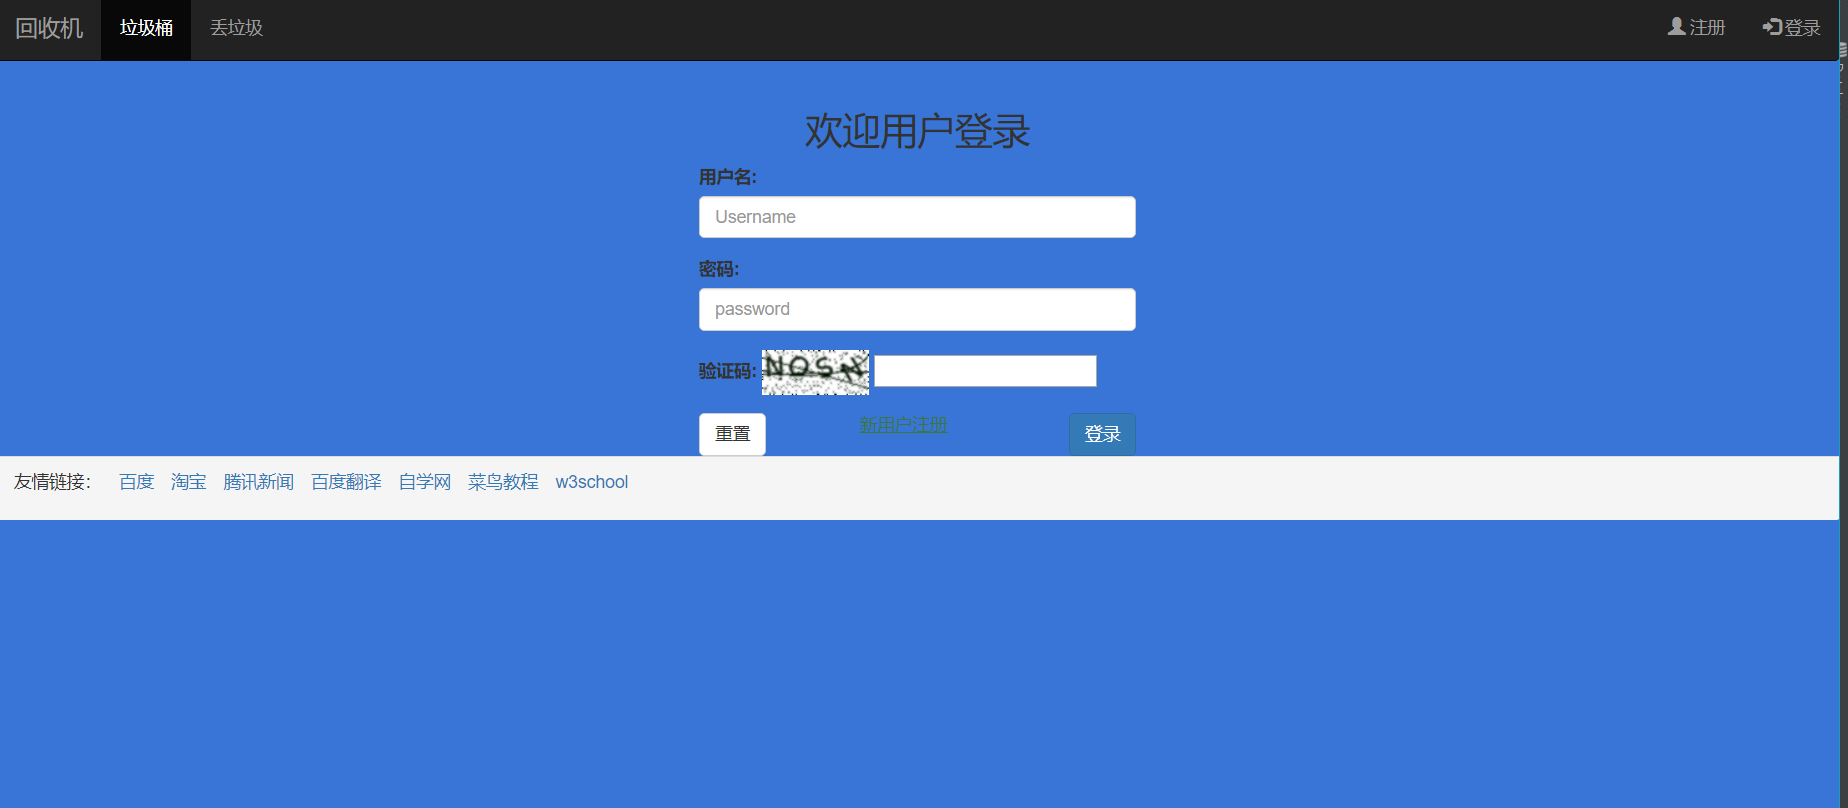 回收机 垃圾桶 丢垃圾 注册 登录
欢迎用户登录
用户名:
Username
密码:
password
验证码: NOSN
重置 新用户注册 登录
友情链接: 百度 淘宝 腾讯新闻 百度翻译 自学网 菜鸟教程 w3school